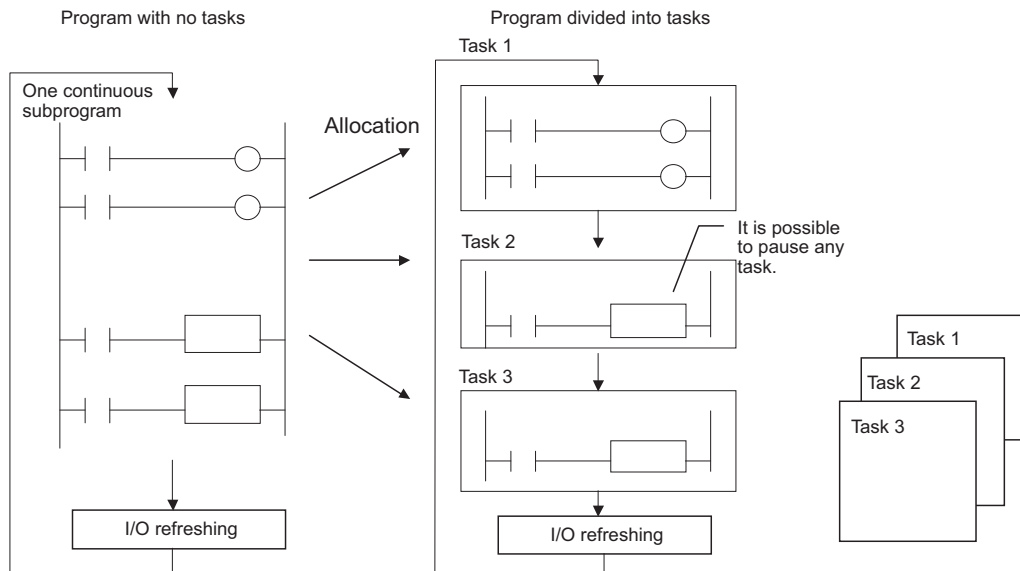 Program with no tasks
One continuous
subprogram
I/O refreshing
Allocation
Program divided into tasks
Task 1
Task 2
It is possible
to pause any
task.
Task 3
I/O refreshing
Task 1
Task 2
Task 3